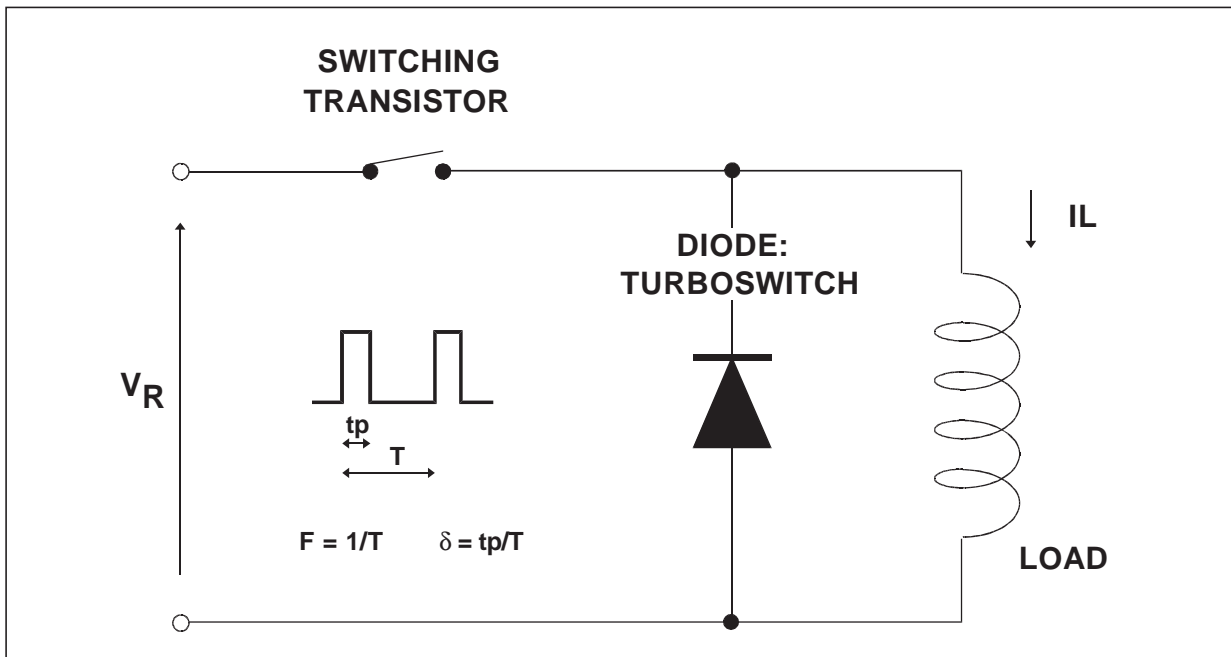 SWITCHING
TRANSISTOR
IL
DIODE:
TURBOSWITCH
VR
tp
T
F = 1/T δ = tp/T
LOAD